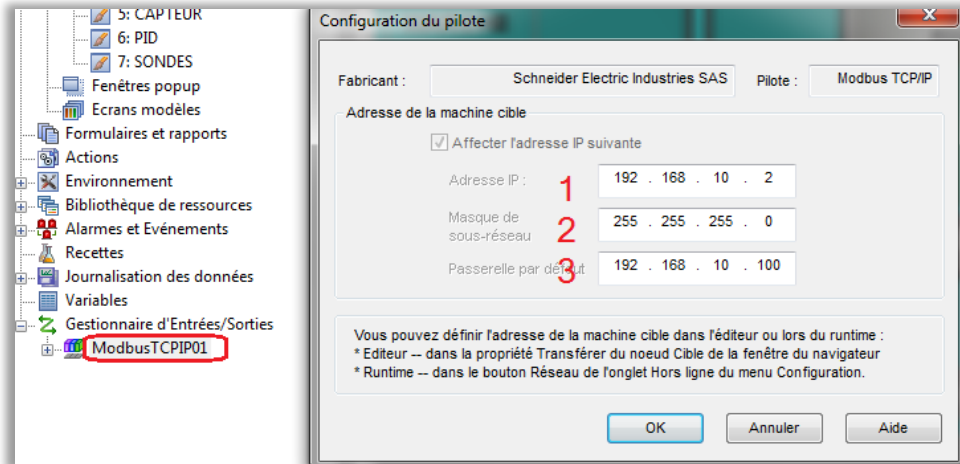 5: CAPTEUR
6: PID
7: SONDES
Fenêtres popup
Ecrans modèles
Formulaires et rapports
Actions
Environnement
Bibliothèque de ressources
Alarmes et Evénements
Recettes
Journalisation des données
Variables
Gestionnaire d'Entrées/Sorties
ModbusTCPIP01
Configuration du pilote
Fabricant : Schneider Electric Industries SAS Pilote : Modbus TCP/IP
Adresse de la machine cible
Affecter l'adresse IP suivante
Adresse IP : 1 192 . 168 . 10 . 2
Masque de
sous-réseau 2 255 . 255 . 255 . 0
Passerelle par défaut 3 192 . 168 . 10 . 100
Vous pouvez définir l'adresse de la machine cible dans l'éditeur ou lors du runtime :
* Editeur -- dans la propriété Transférer du noeud Cible de la fenêtre du navigateur
* Runtime -- dans le bouton Réseau de l'onglet Hors ligne du menu Configuration.
OK Annuler Aide